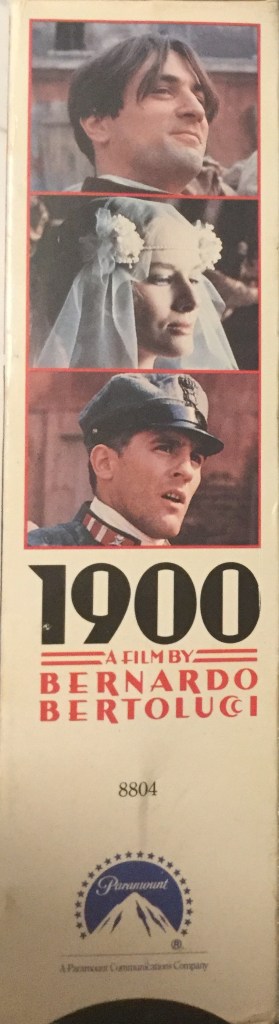 1900
A FILM BY
BERNARDO
BERTOLUCCI
8804
Paramount
®
A Paramount Communications Company